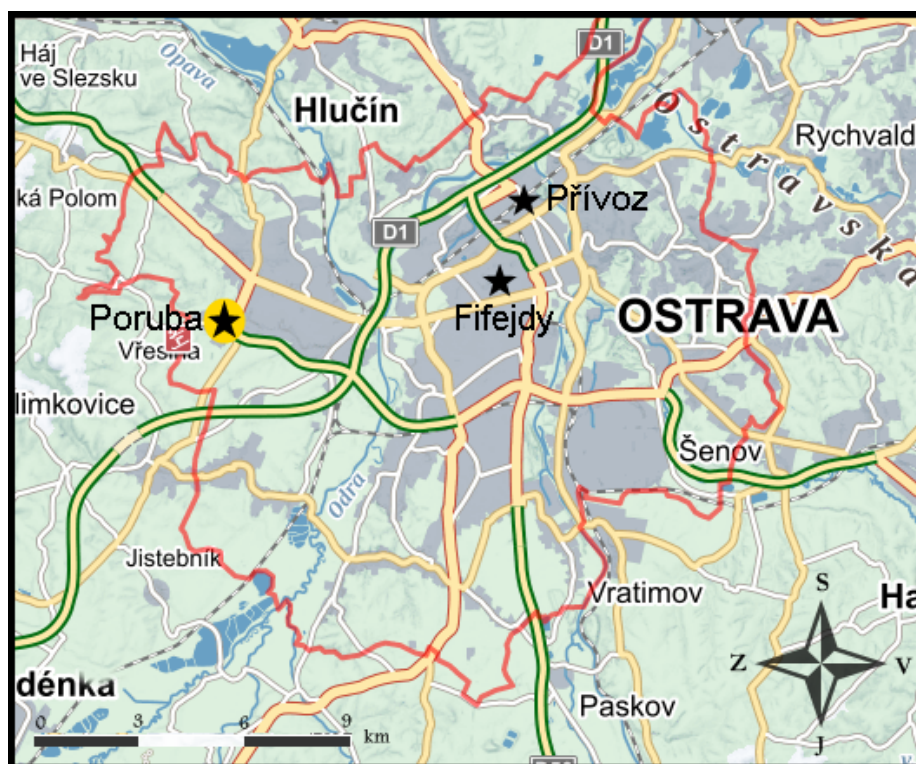 Háj
ve Slezsku
Opava
D1
Hlučín
Ostravská
Rychvald
ká Polom
Přívoz
D1
Poruba
Fifejdy
OSTRAVA
Vřesina
limkovice
Šenov
Odra
Jistebník
Vratimov
S
Ha
Z
V
děnka
Paskov
J
0 3 6 9
km